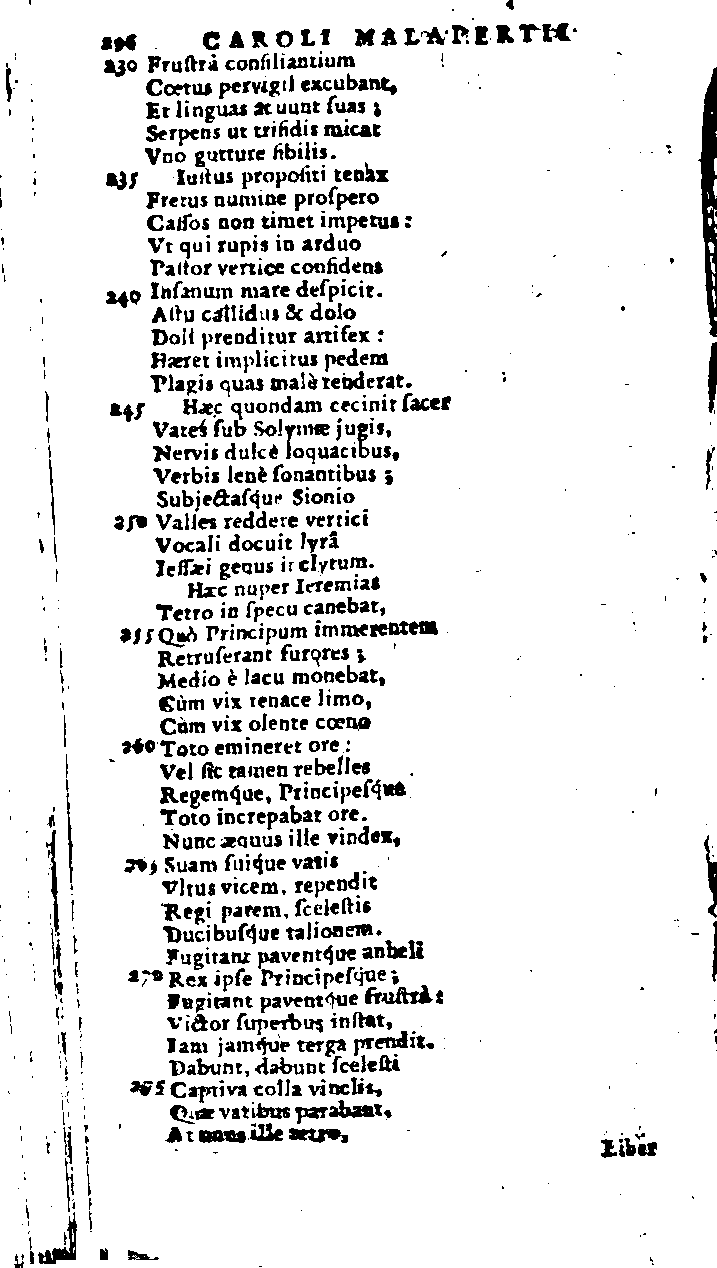 296 CAROLI MALAPERTII
230 Fruſtrà conſiliantium
Cœtus pervigil excubant,
Et linguas acuunt ſuas ;
Serpens ut trifidis micat
Vno gutture ſibilis.
235 Iuſtus propoſiti tenax
Fretus numine proſpero
Caſſos non timet impetus :
Vt qui rupis in arduo
Paſtor vertice confidens
240 Inſanum mare deſpicit.
Aſtu callidus & dolo
Doli prenditur artifex :
Hæret implicitus pedem
Plagis quas malè tenderat.
245 Hæc quondam cecinit ſacer
Vates ſub Solymæ jugis,
Nervis dulcè loquacibus,
Verbis lenè ſonantibus ;
Subjectaſque Sionio
250 Valles reddere vertici
Vocali docuit lyrâ
Ieſſæi genus inclytum.
Hæc nuper Ieremias
Tetro in ſpecu canebat,
255 Quò Principum immerentem
Retruſerant furores ;
Medio è lacu monebat,
Cùm vix tenace limo,
Cùm vix olente cœno
260 Toto emineret ore :
Vel ſic tamen rebelles
Regemque, Principeſque
Toto increpabat ore.
Nunc æquus ille vindex,
265 Suam ſuique vatis
Vltus vicem, rependit
Regi parem, ſceleſtis
Ducibuſque talionem.
Fugitant paventque anheli
270 Rex ipſe Principeſque ;
Fugitant paventque fruſtrà :
Victor ſuperbus inſtat,
Iam jamque terga prendit.
Dabunt, dabunt ſceleſti
275 Captiva colla vinclis,
Quæ vatibus parabant,
At ille
Liber